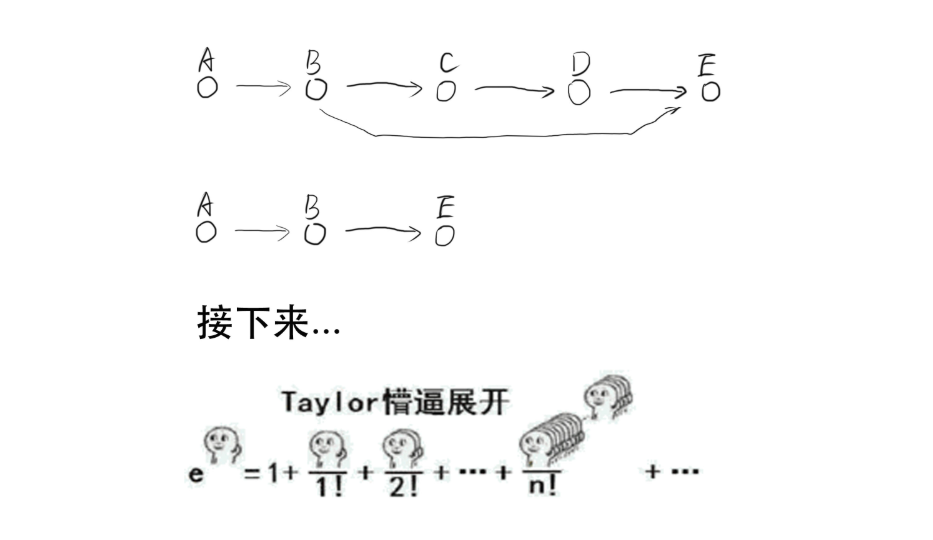 A B C D E
A B E
接下来...
Taylor懵逼展开
e =1+ 1! + 2! + ··· + n! + ···